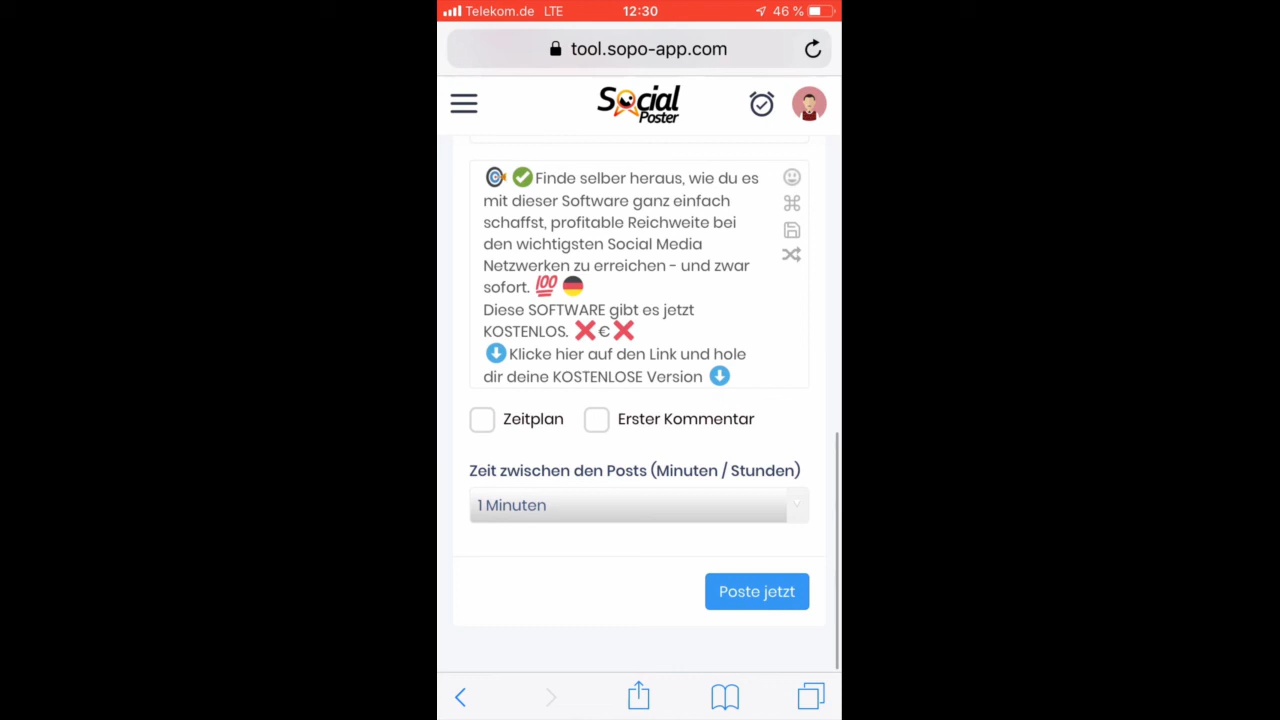 Telekom.de LTE 12:30 46 %
tool.sopo-app.com
Social
Poster
🎯 ✅Finde selber heraus, wie du es
mit dieser Software ganz einfach
schaffst, profitable Reichweite bei
den wichtigsten Social Media
Netzwerken zu erreichen - und zwar
sofort. 💯 🇩🇪
Diese SOFTWARE gibt es jetzt
KOSTENLOS. ❌€❌
⬇Klicke hier auf den Link und hole
dir deine KOSTENLOSE Version ⬇
Zeitplan Erster Kommentar
Zeit zwischen den Posts (Minuten / Stunden)
1 Minuten
Poste jetzt